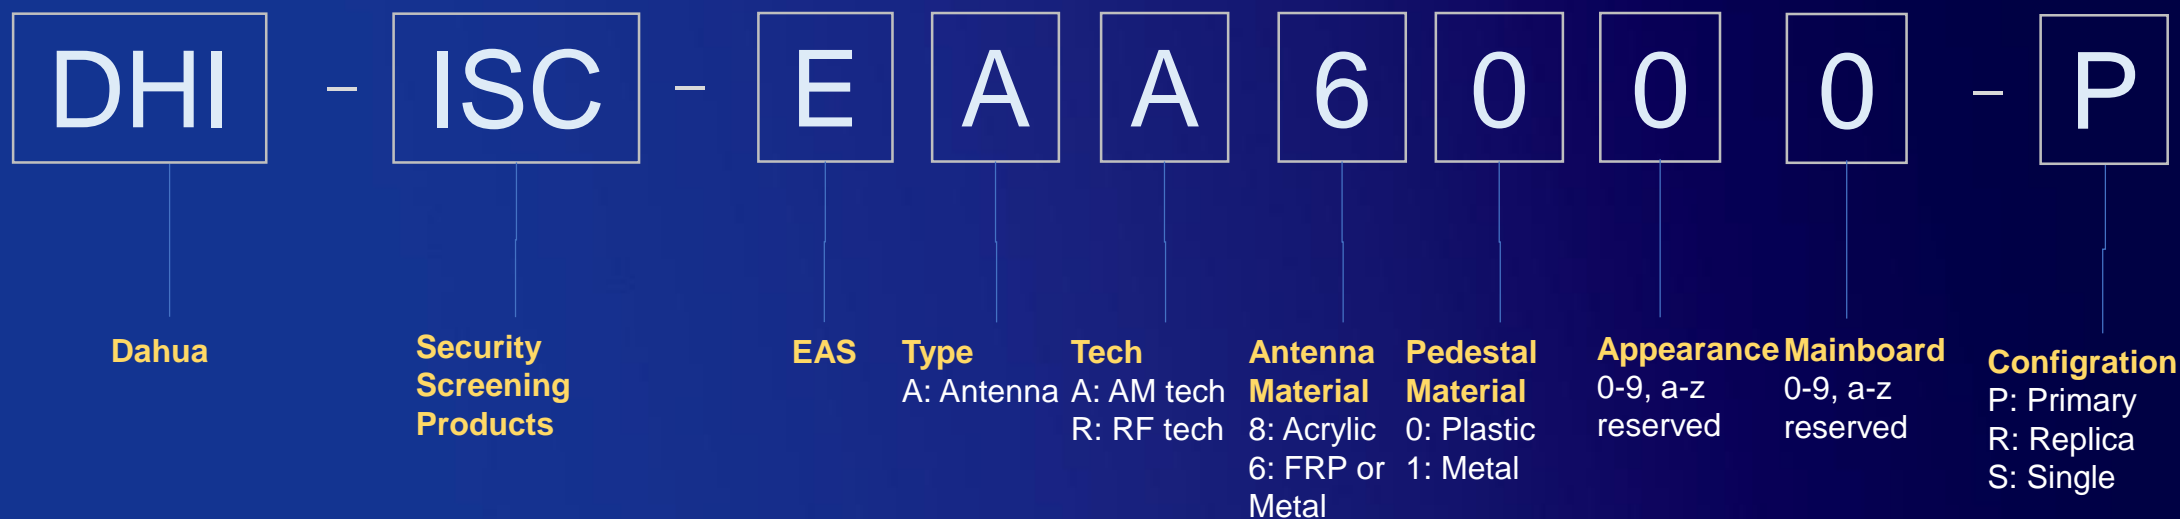 DHI – ISC – E A A 6 0 0 0 – P
Dahua
Security
Screening
Products
EAS
Type
A: Antenna
Tech
A: AM tech
R: RF tech
Antenna
Material
8: Acrylic
6: FRP or
Metal
Pedestal
Material
0: Plastic
1: Metal
Appearance
0-9, a-z
reserved
Mainboard
0-9, a-z
reserved
Configration
P: Primary
R: Replica
S: Single